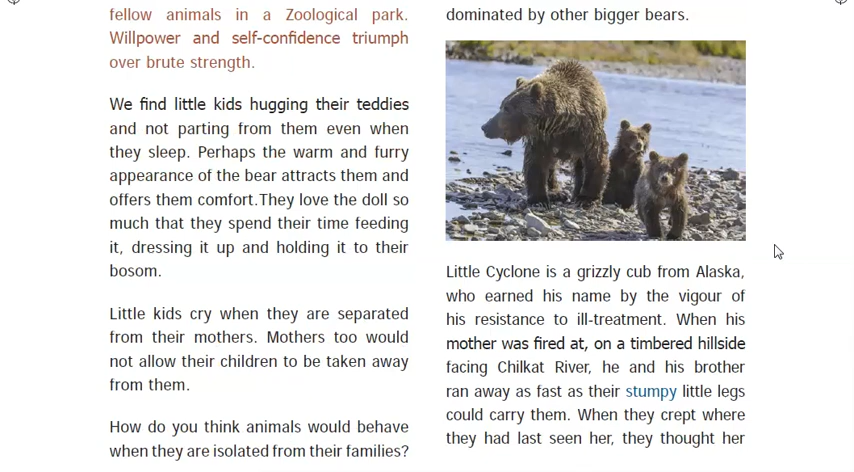 fellow animals in a Zoological park.
Willpower and self-confidence triumph
over brute strength.
We find little kids hugging their teddies
and not parting from them even when
they sleep. Perhaps the warm and furry
appearance of the bear attracts them and
offers them comfort.They love the doll so
much that they spend their time feeding
it, dressing it up and holding it to their
bosom.
Little kids cry when they are separated
from their mothers. Mothers too would
not allow their children to be taken away
from them.
How do you think animals would behave
when they are isolated from their families?
dominated by other bigger bears.
Little Cyclone is a grizzly cub from Alaska,
who earned his name by the vigour of
his resistance to ill-treatment. When his
mother was fired at, on a timbered hillside
facing Chilkat River, he and his brother
ran away as fast as their stumpy little legs
could carry them. When they crept where
they had last seen her, they thought her